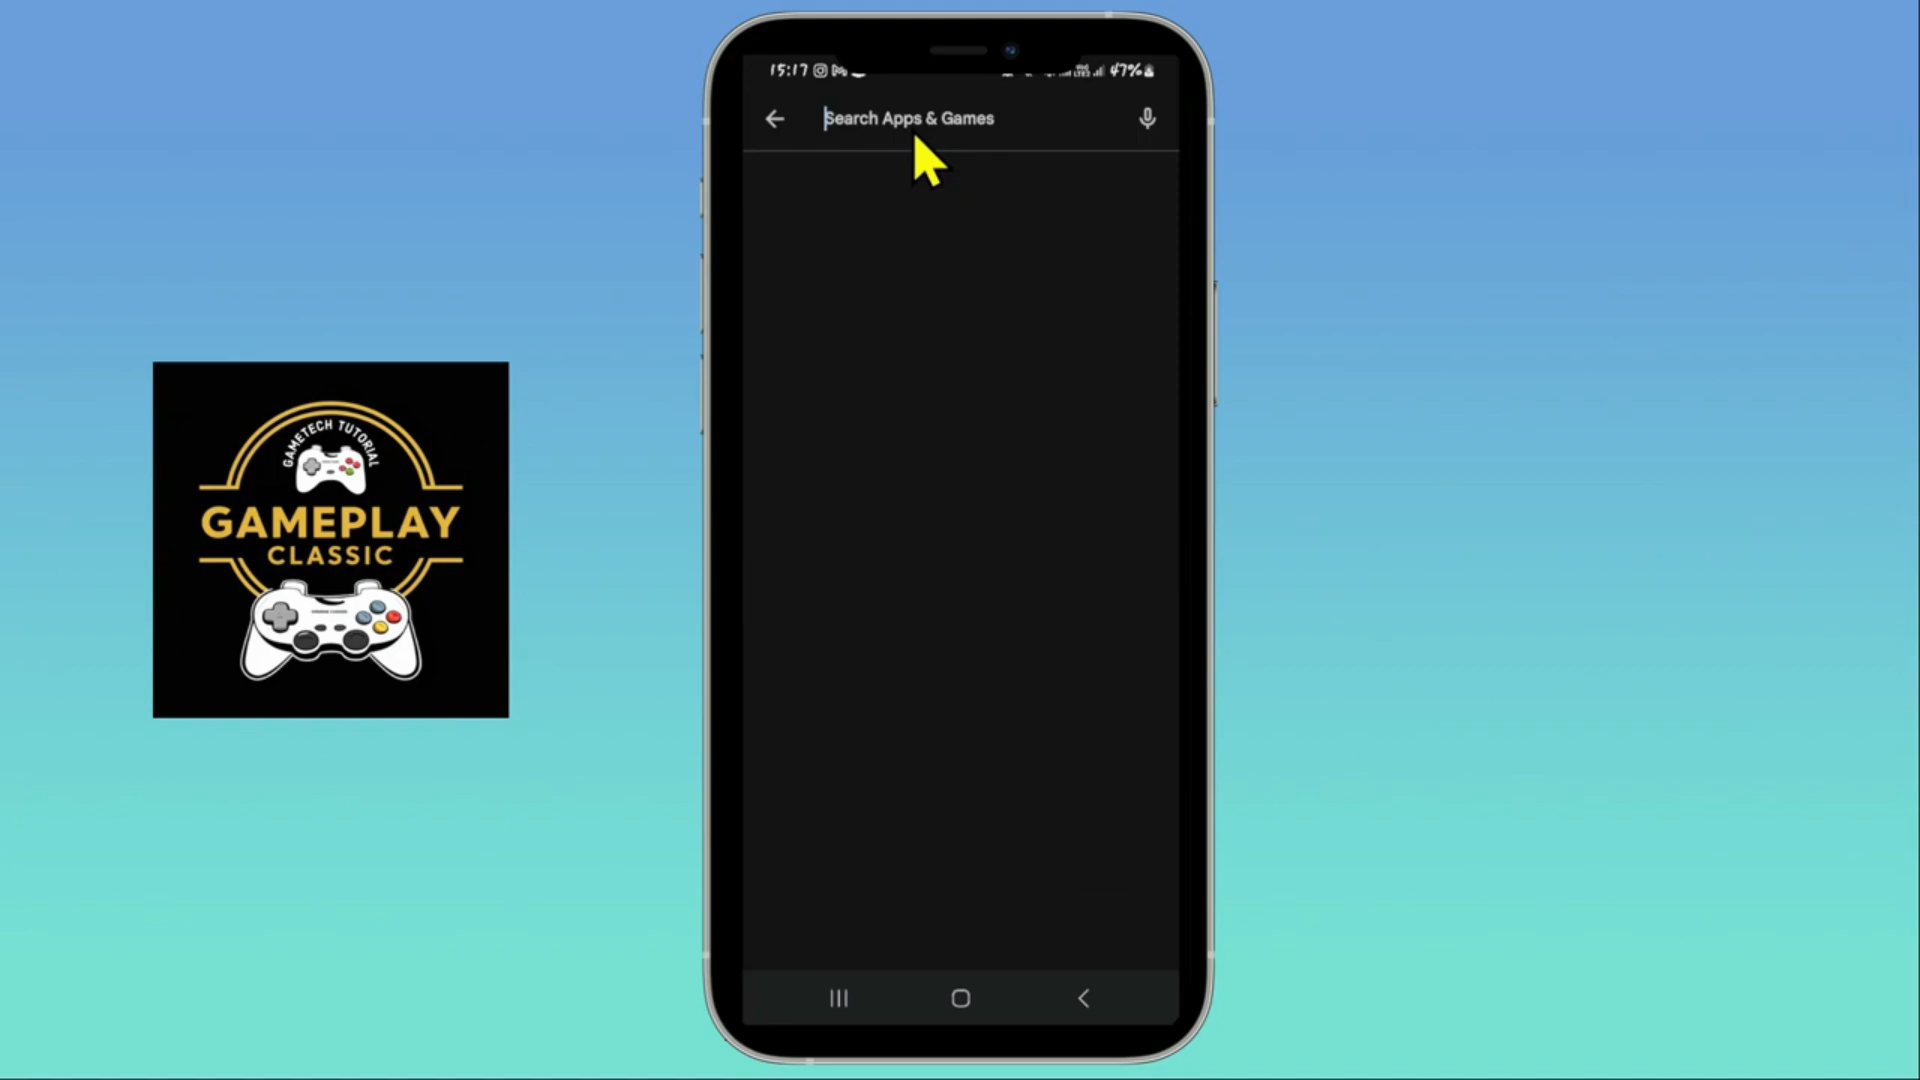 15:17
47%
Search Apps & Games
GAMETECH TUTORIAL
GAMEPLAY
CLASSIC